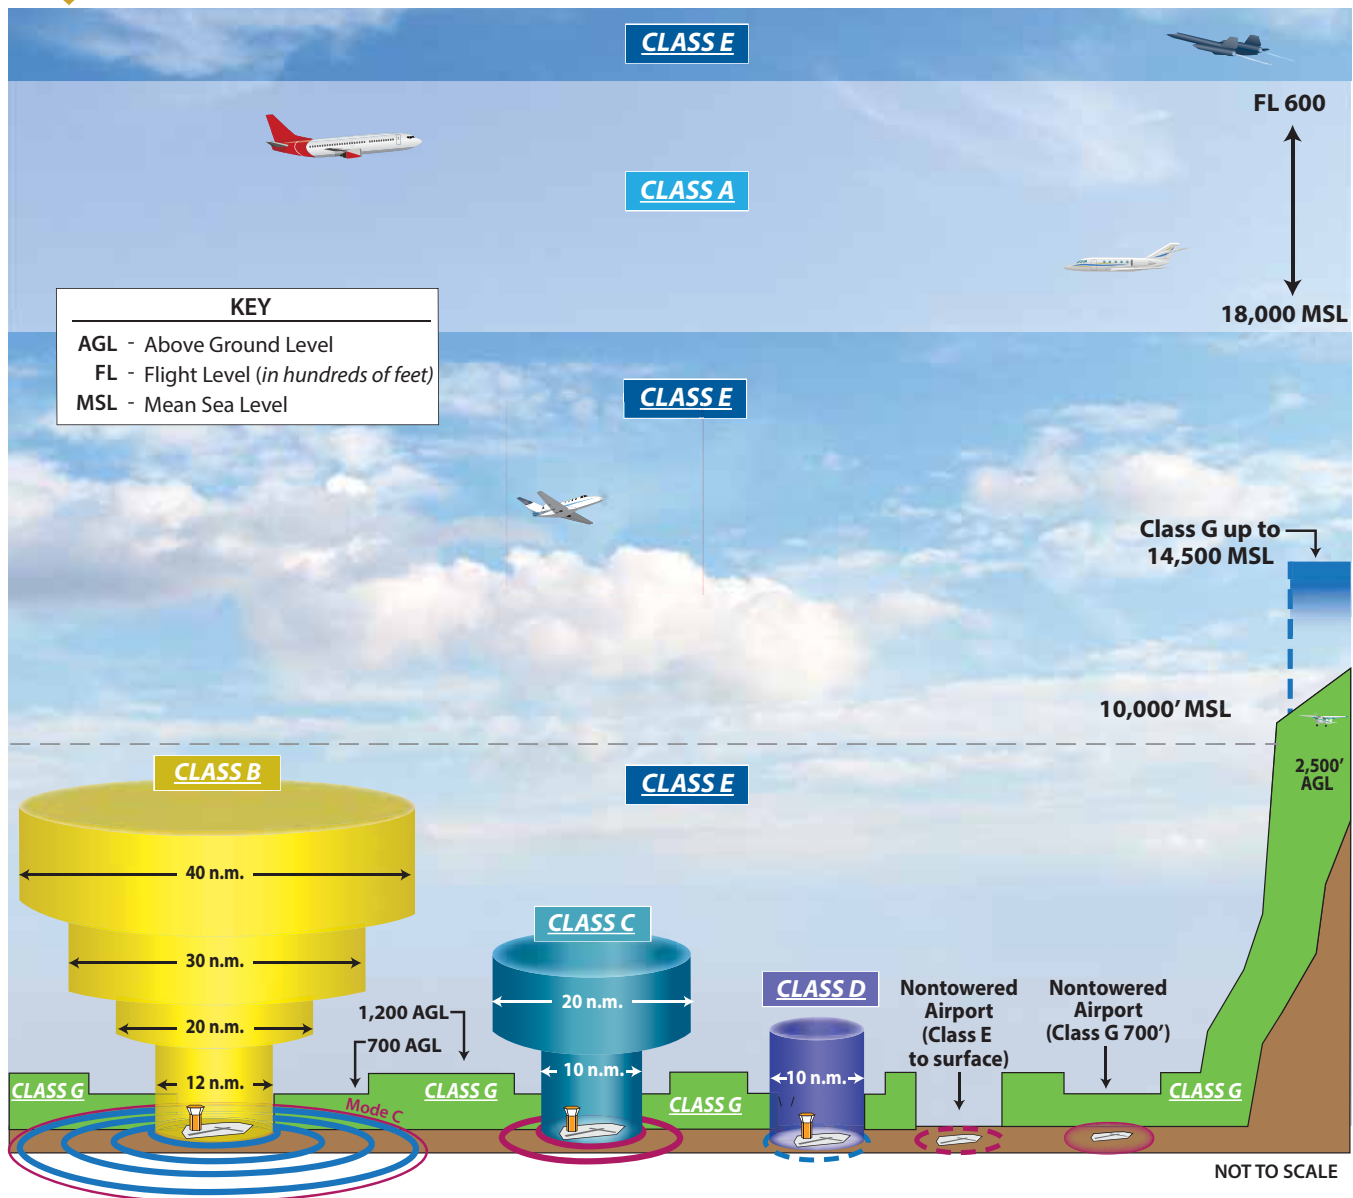 CLASS E
FL 600
CLASS A
18,000 MSL
KEY
AGL - Above Ground Level
FL - Flight Level (in hundreds of feet)
MSL - Mean Sea Level
CLASS E
Class G up to
14,500 MSL
10,000′ MSL
CLASS B
CLASS E
2,500′
AGL
40 n.m.
CLASS C
30 n.m.
CLASS D
Nontowered
Airport
(Class E
to surface)
Nontowered
Airport
(Class G 700′)
20 n.m.
20 n.m.
1,200 AGL
700 AGL
12 n.m.
10 n.m.
10 n.m.
CLASS G
CLASS G
CLASS G
CLASS G
Mode C
NOT TO SCALE